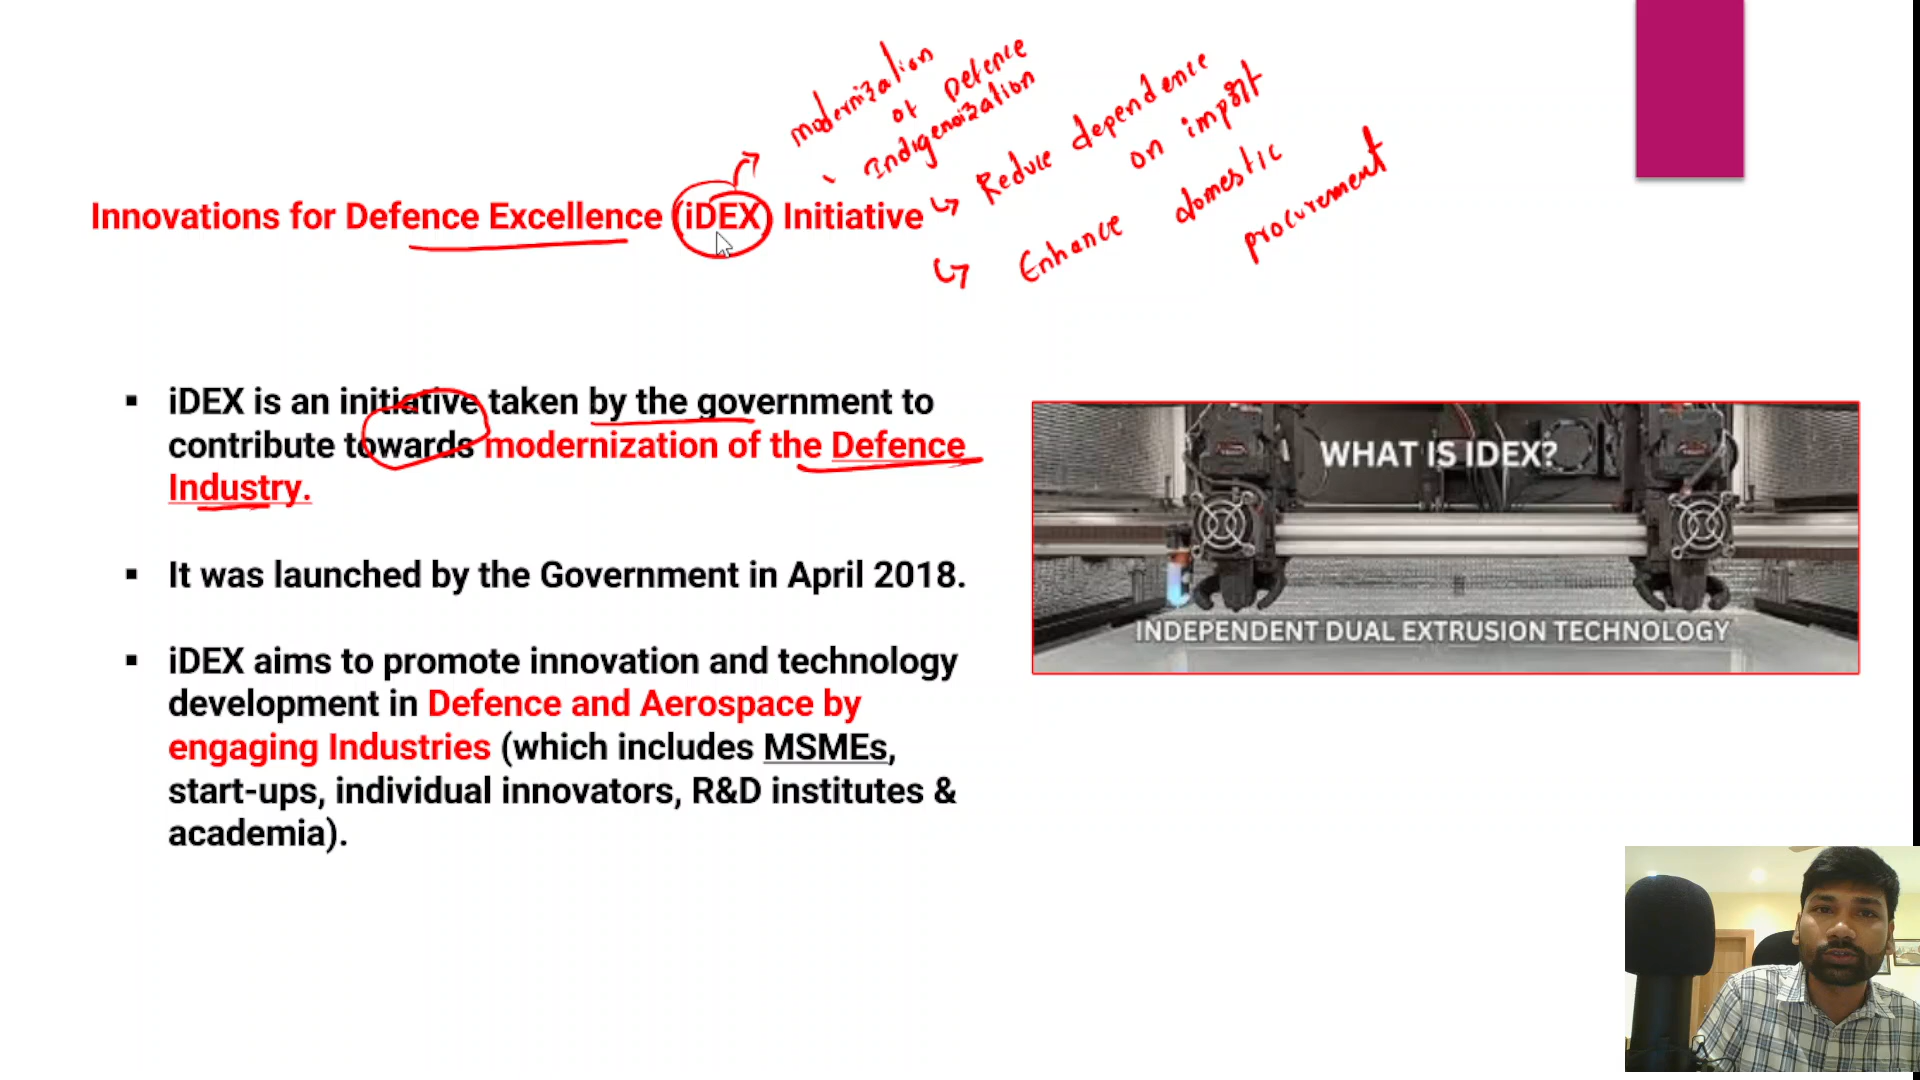 modernization
of Defence
Indigenoization
Reduce dependence
on import
Enhance domestic
procurement
Innovations for Defence Excellence (iDEX) Initiative
▪ iDEX is an initiative taken by the government to
contribute towards modernization of the Defence
Industry.
▪ It was launched by the Government in April 2018.
▪ iDEX aims to promote innovation and technology
development in Defence and Aerospace by
engaging Industries (which includes MSMEs,
start-ups, individual innovators, R&D institutes &
academia).
WHAT IS IDEX?
INDEPENDENT DUAL EXTRUSION TECHNOLOGY